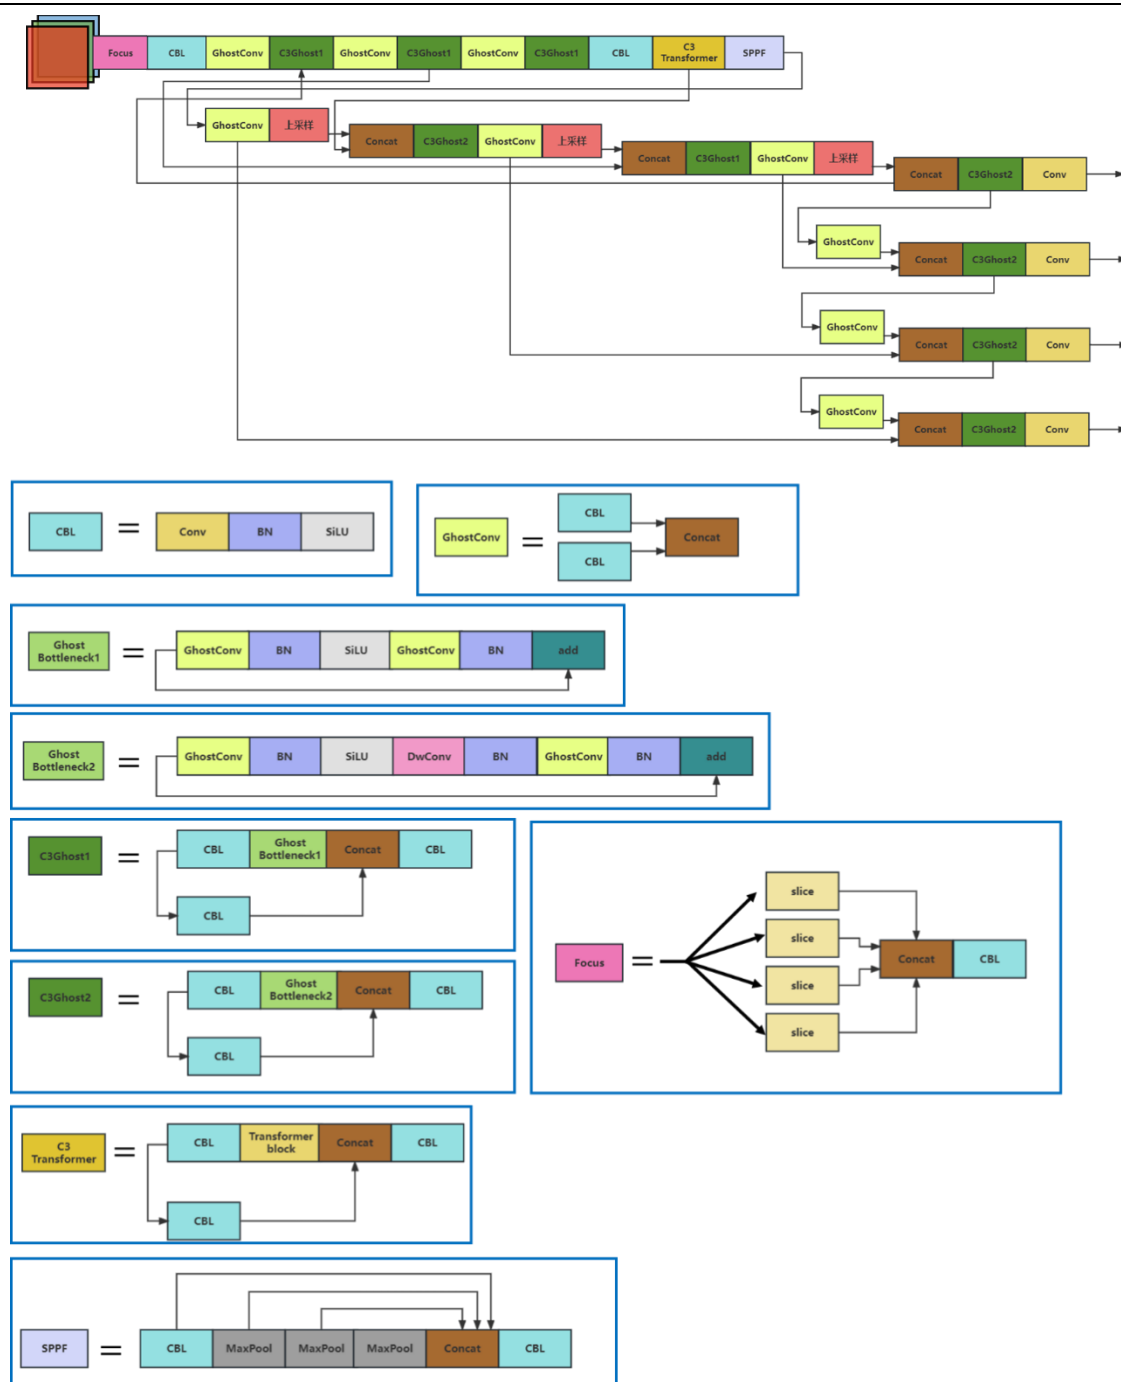 Focus CBL GhostConv C3Ghost1 GhostConv C3Ghost1 GhostConv C3Ghost1 CBL C3 Transformer SPPF
GhostConv 上采样
Concat C3Ghost2 GhostConv 上采样
Concat C3Ghost1 GhostConv 上采样
Concat C3Ghost2 Conv
GhostConv
Concat C3Ghost2 Conv
GhostConv
Concat C3Ghost2 Conv
GhostConv
Concat C3Ghost2 Conv
CBL = Conv BN SiLU
GhostConv = CBL CBL Concat
Ghost
Bottleneck1 = GhostConv BN SiLU GhostConv BN add
Ghost
Bottleneck2 = GhostConv BN SiLU DwConv BN GhostConv BN add
C3Ghost1 = CBL Ghost Bottleneck1 Concat CBL
CBL
C3Ghost2 = CBL Ghost Bottleneck2 Concat CBL
CBL
Focus = slice slice slice slice Concat CBL
C3
Transformer = CBL Transformer block Concat CBL
CBL
SPPF = CBL MaxPool MaxPool MaxPool Concat CBL